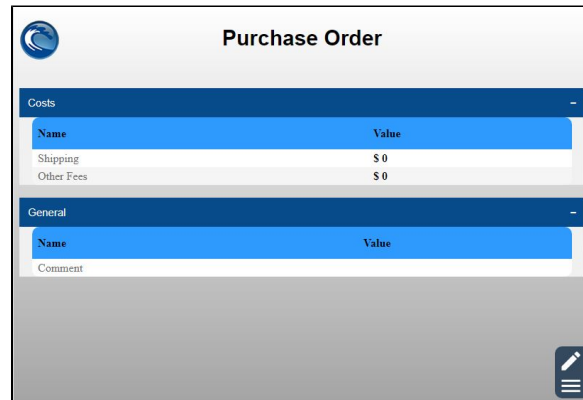 Purchase Order
Costs –
Name Value
Shipping $ 0
Other Fees $ 0
General –
Name Value
Comment